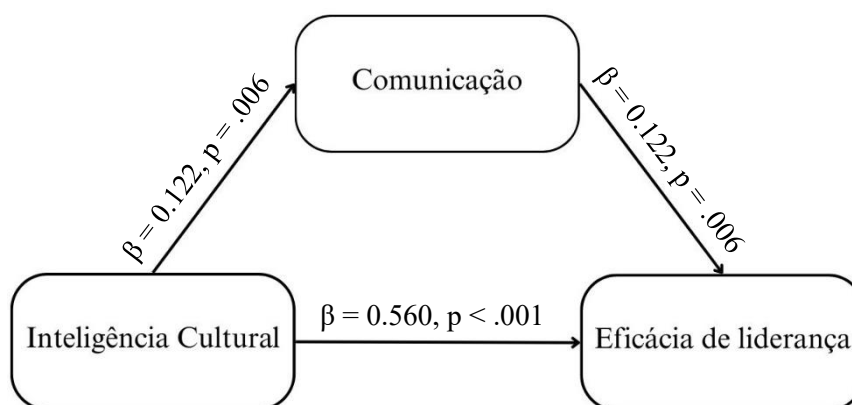 Comunicação
β = 0.122, p = .006
β = 0.122, p = .006
Inteligência Cultural
β = 0.560, p < .001
Eficácia de liderança